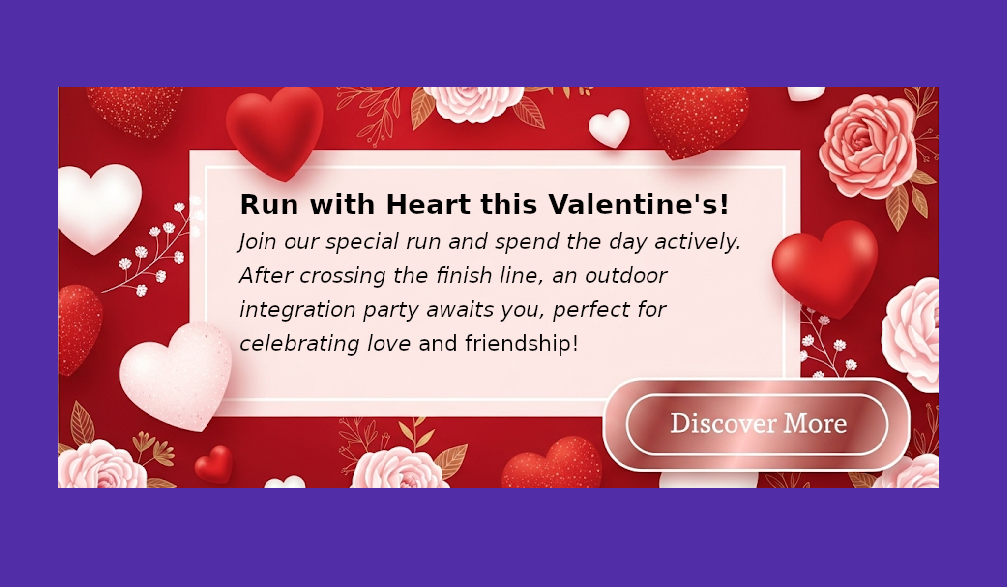 Run with Heart this Valentine's!
Join our special run and spend the day actively.
After crossing the finish line, an outdoor
integration party awaits you, perfect for
celebrating love and friendship!
Discover More